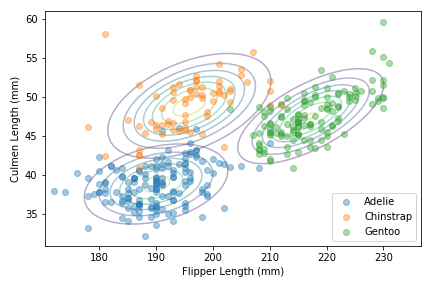 60
55
50
45
40
35
Culmen Length (mm)
180
190
200
210
220
230
Flipper Length (mm)
Adelie
Chinstrap
Gentoo